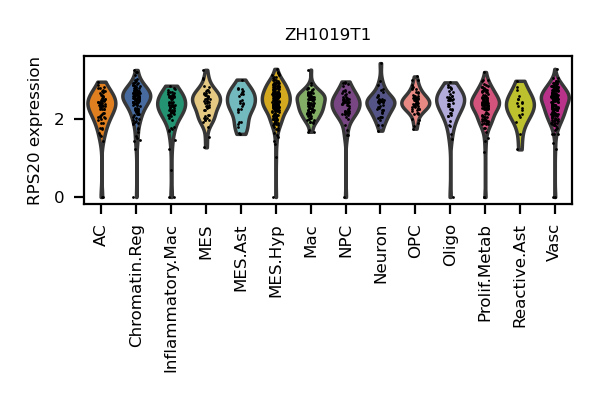 ZH1019T1
RPS20 expression
2
0
AC
Chromatin.Reg
Inflammatory.Mac
MES
MES.Ast
MES.Hyp
Mac
NPC
Neuron
OPC
Oligo
Prolif.Metab
Reactive.Ast
Vasc